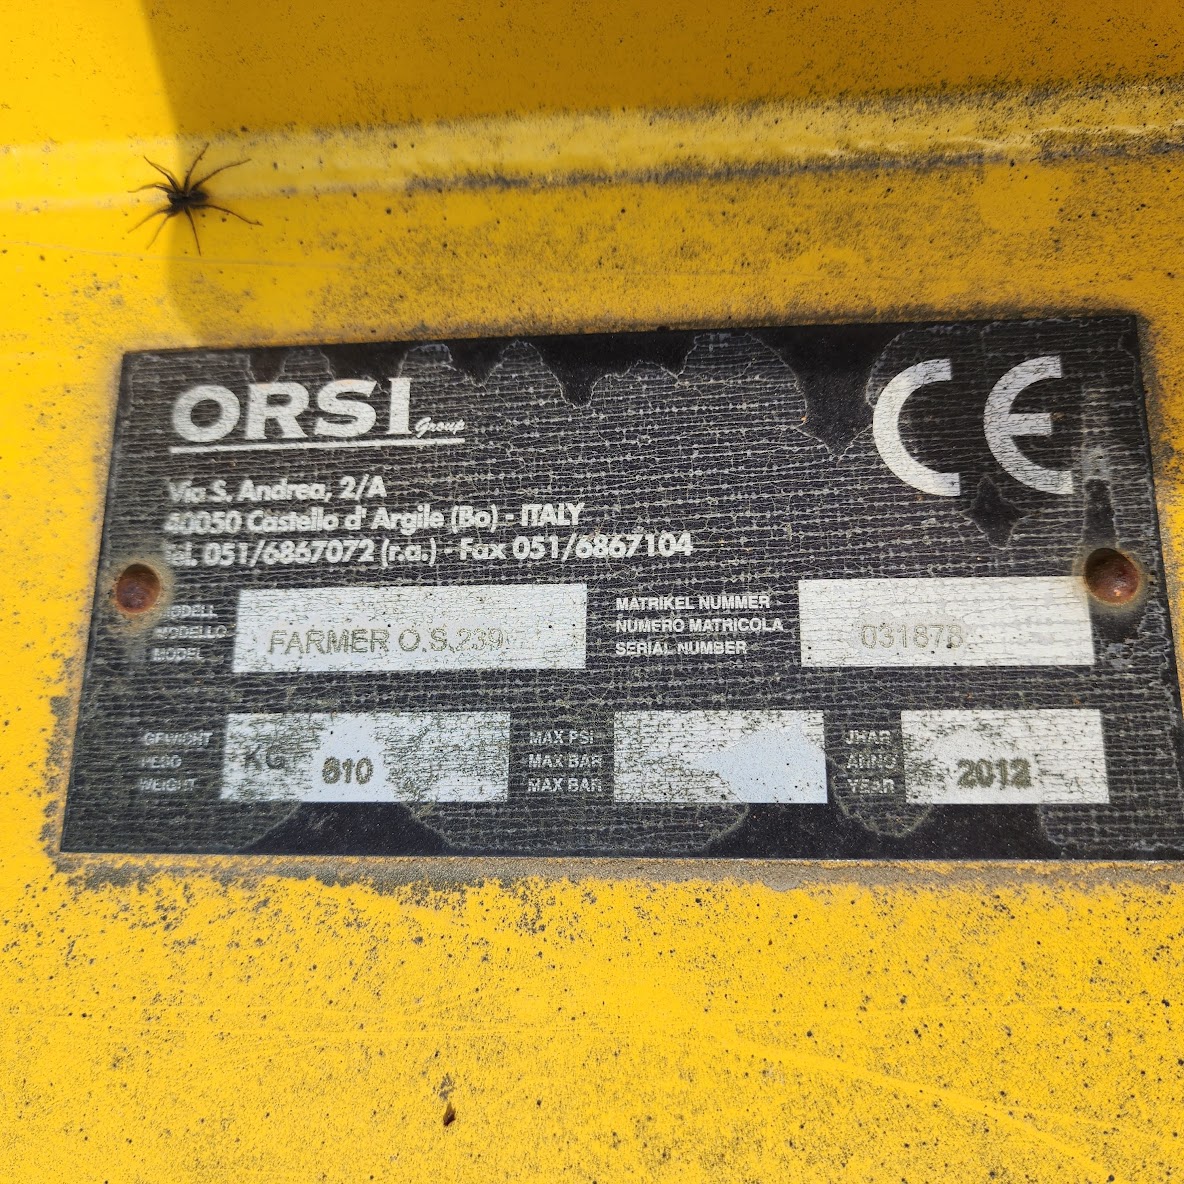 ORSI Group
CE
Via S. Andrea, 2/A
40050 Castello d' Argile (Bo) - ITALY
Tel. 051/6867072 (r.a.) - Fax 051/6867104
MODELL
MODELLO
MODEL
FARMER O.S.239
MATRIKEL NUMMER
NUMERO MATRICOLA
SERIAL NUMBER
031878
GEWICHT
PESO
WEIGHT
KG 610
MAX PSI
MAX BAR
MAX BAR
JHAR
ANNO
YEAR
2012